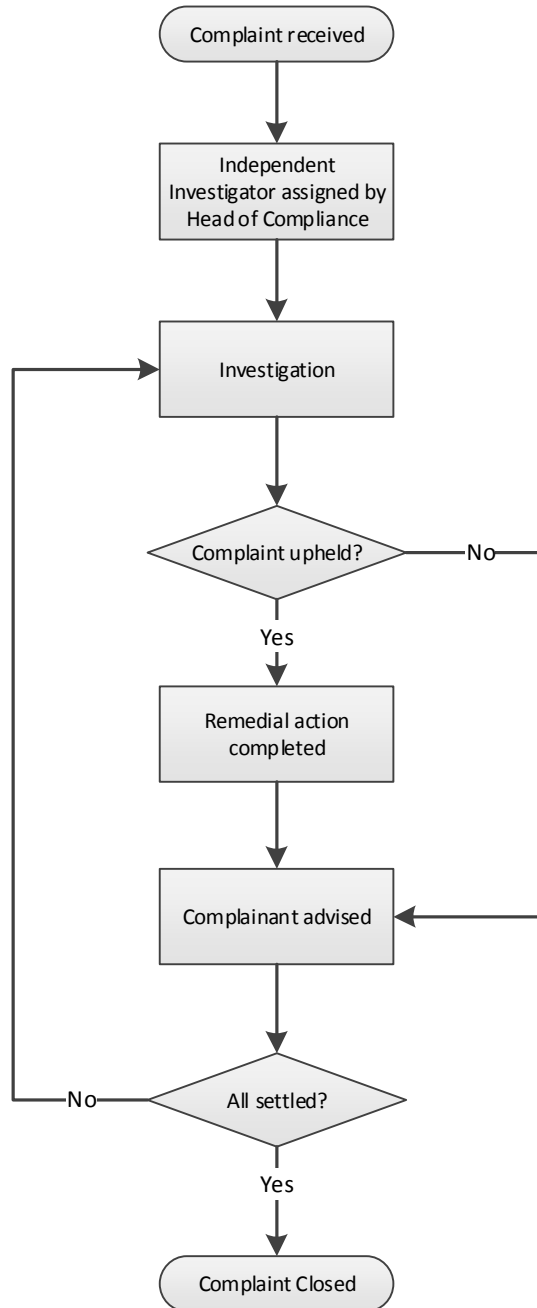 Complaint received
Independent
Investigator assigned by
Head of Compliance
Investigation
Complaint upheld?
No
Yes
Remedial action
completed
Complainant advised
No
All settled?
Yes
Complaint Closed